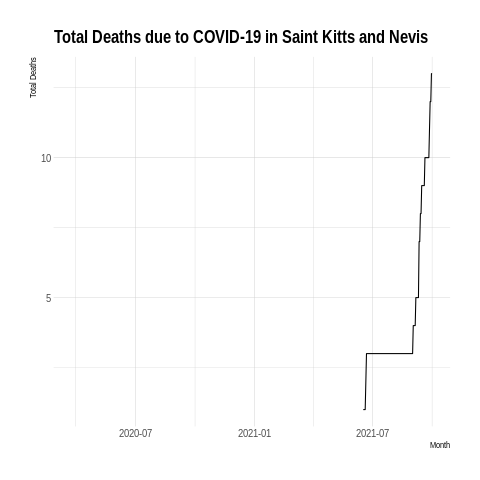 Total Deaths due to COVID-19 in Saint Kitts and Nevis
Total Deaths
10
5
2020-07
2021-01
2021-07
Month